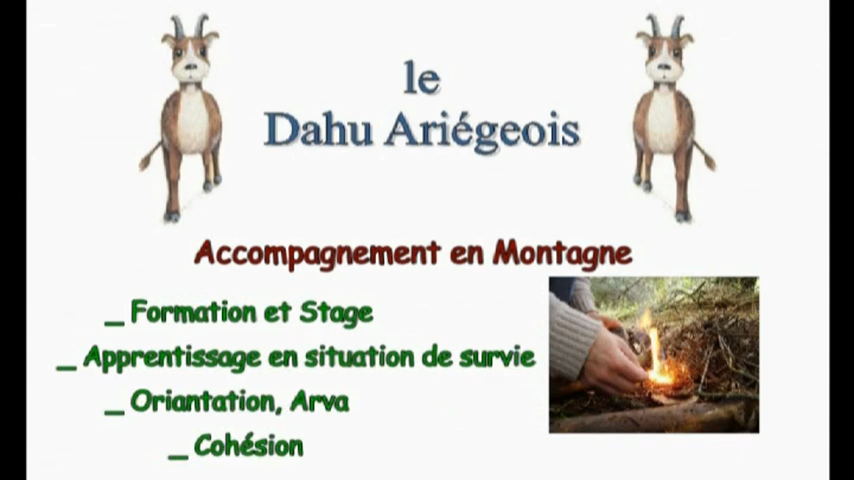 le
Dahu Ariégeois
Accompagnement en Montagne
_ Formation et Stage
_ Apprentissage en situation de survie
_ Oriantation, Arva
_ Cohésion